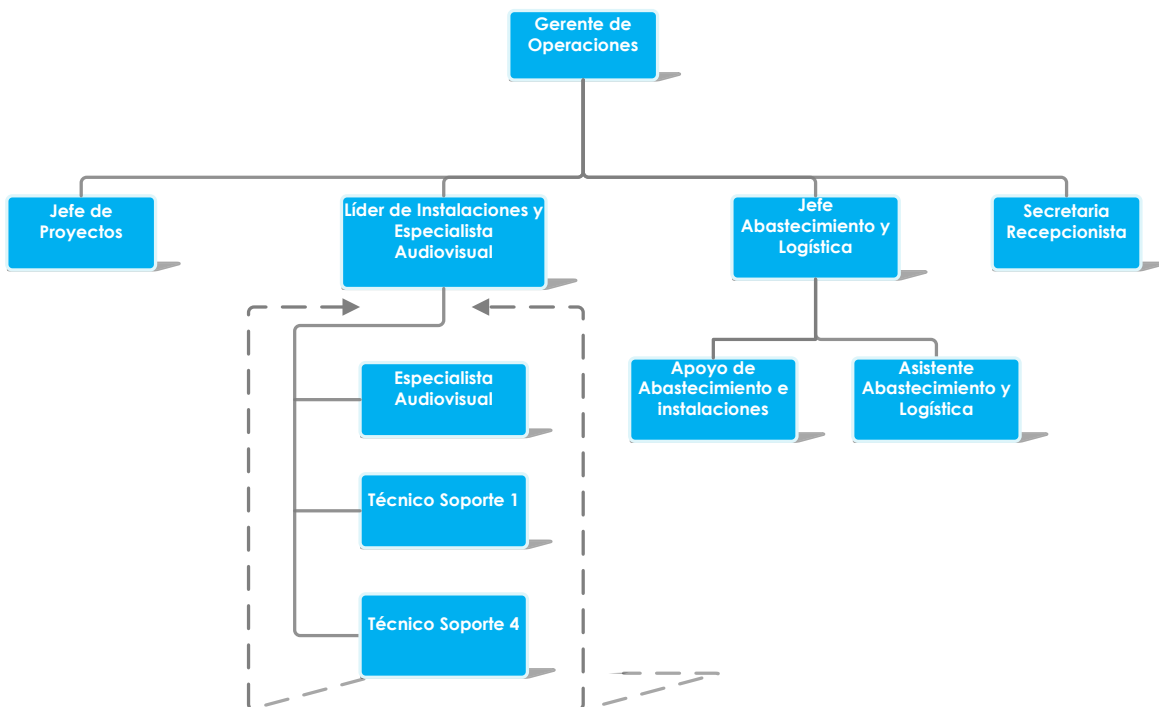 Gerente de
Operaciones
Jefe de
Proyectos
Líder de Instalaciones y
Especialista
Audiovisual
Jefe
Abastecimiento y
Logística
Secretaria
Recepcionista
Especialista
Audiovisual
Técnico Soporte 1
Técnico Soporte 4
Apoyo de
Abastecimiento e
instalaciones
Asistente
Abastecimiento y
Logística